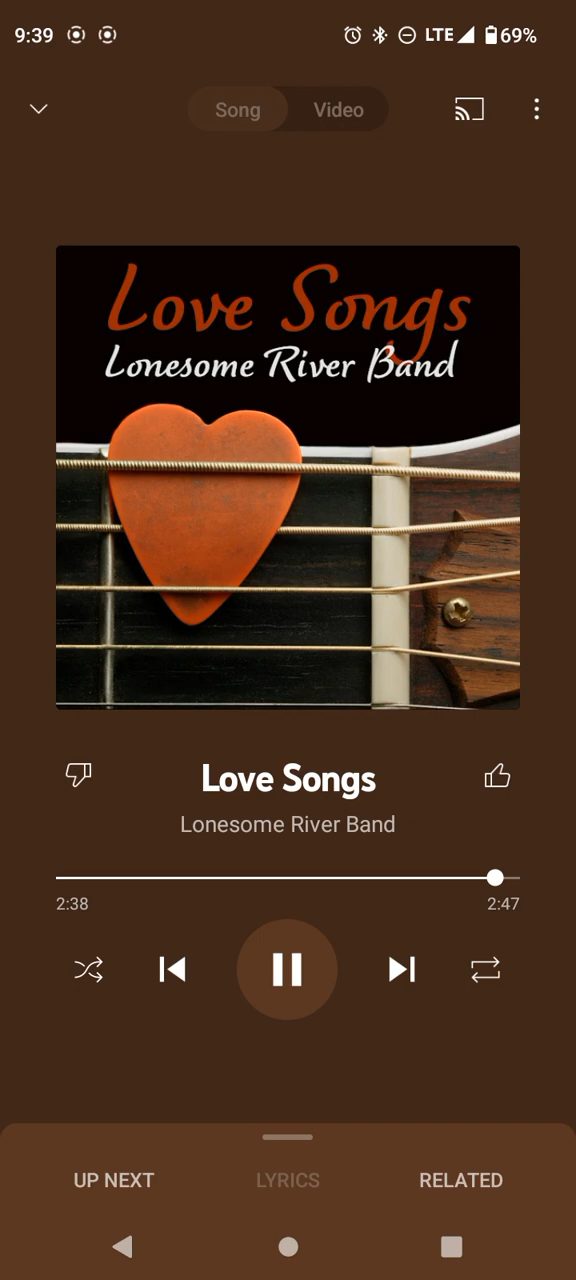 9:39 LTE 69%
Song Video
Love Songs
Lonesome River Band
Love Songs
Lonesome River Band
2:38 2:47
UP NEXT LYRICS RELATED